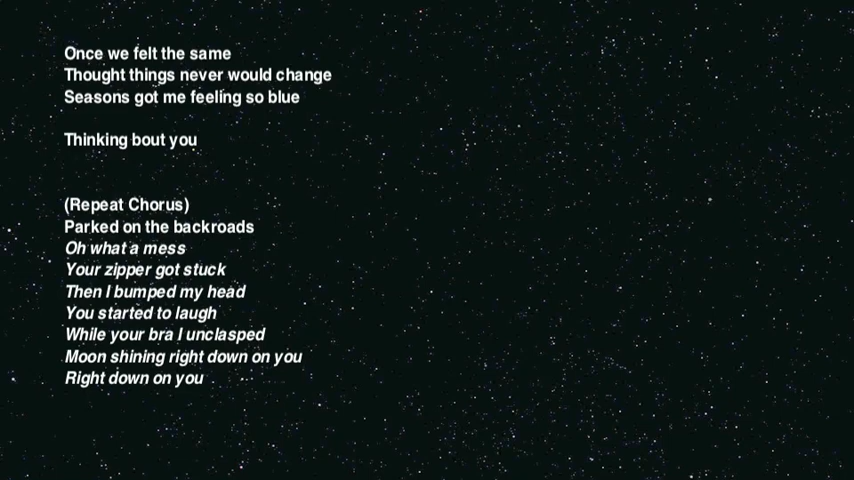 Once we felt the same
Thought things never would change
Seasons got me feeling so blue
Thinking bout you
(Repeat Chorus)
Parked on the backroads
Oh what a mess
Your zipper got stuck
Then I bumped my head
You started to laugh
While your bra I unclasped
Moon shining right down on you
Right down on you